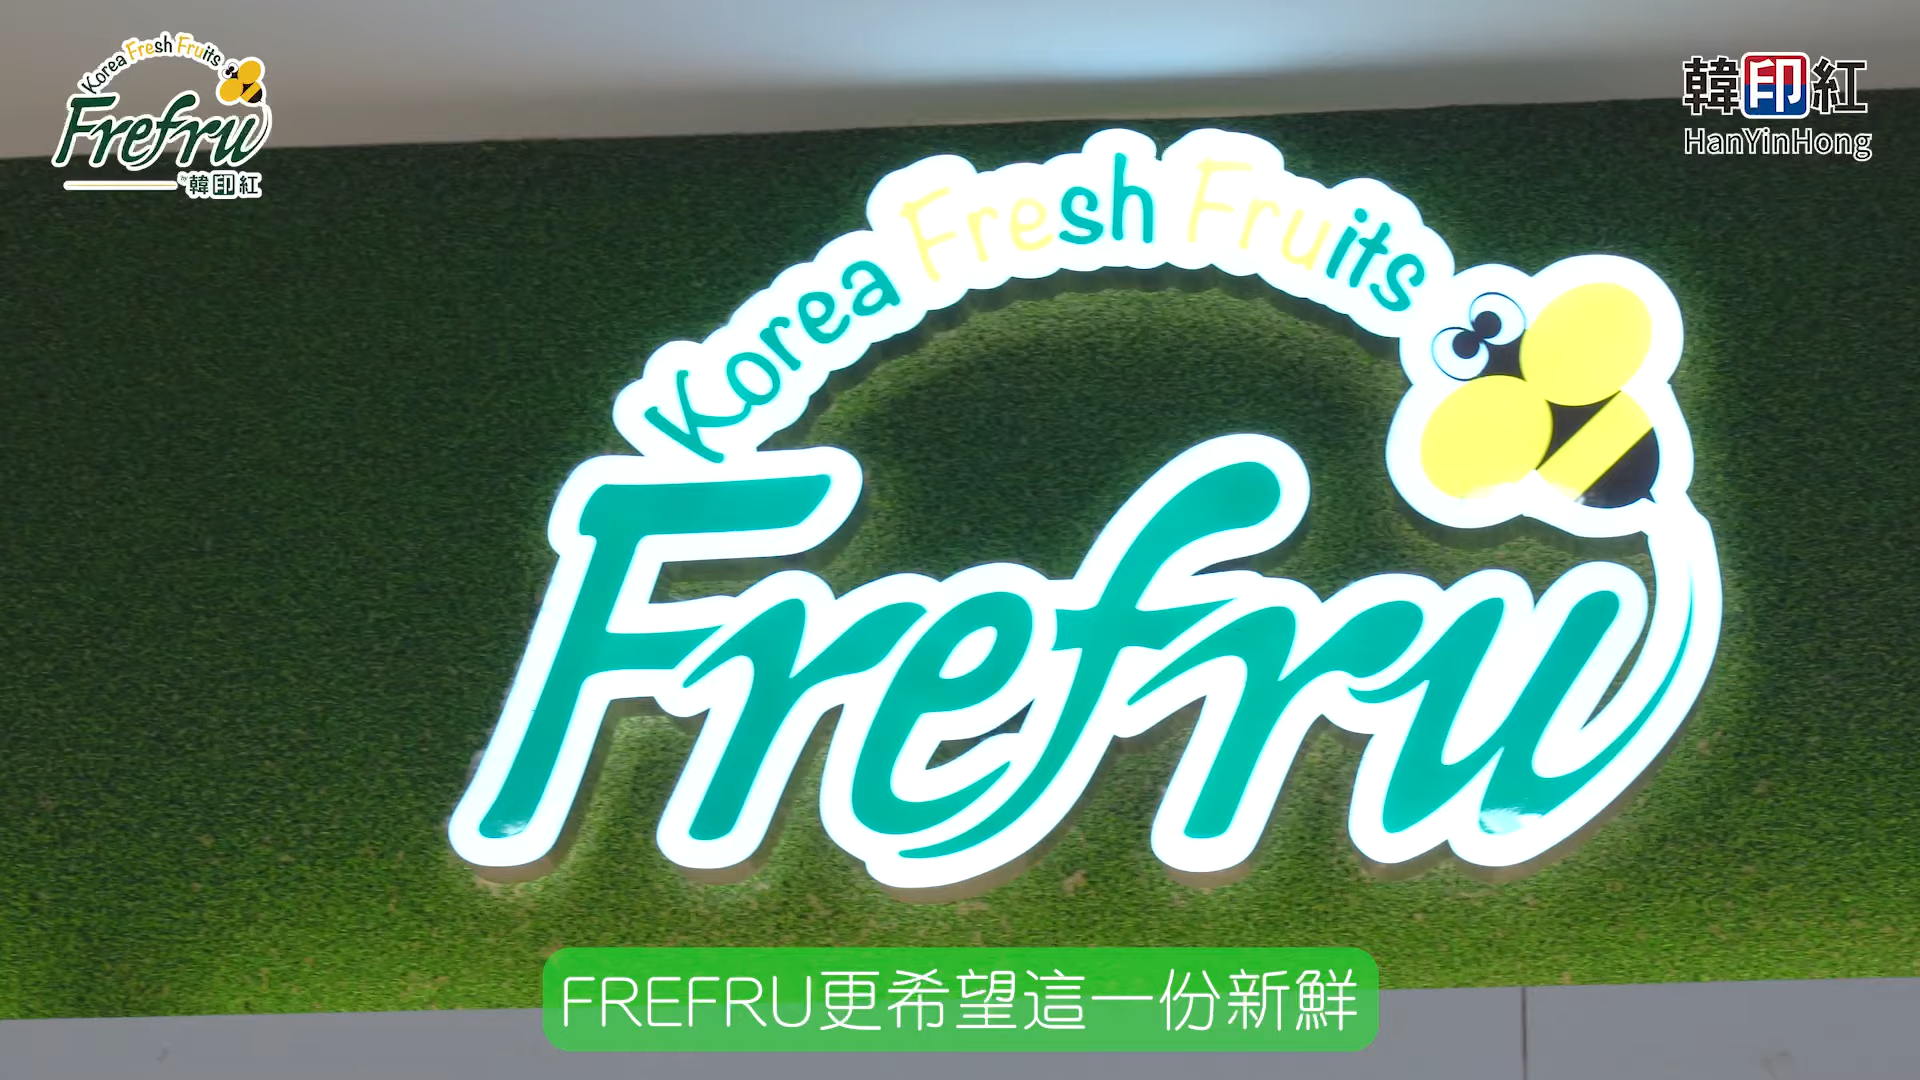 Korea Fresh Fruits
Frefru
by 韓印紅
韓印紅
HanYinHong
Korea Fresh Fruits
Frefru
FREFRU更希望這一份新鮮